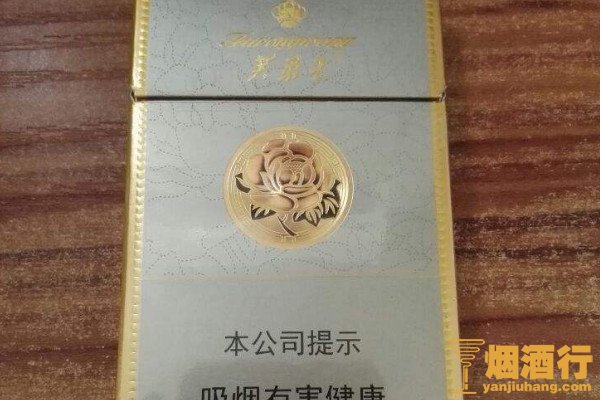 芙蓉王
本公司提示
吸烟有害健康
烟酒行
yanjiuhang.com